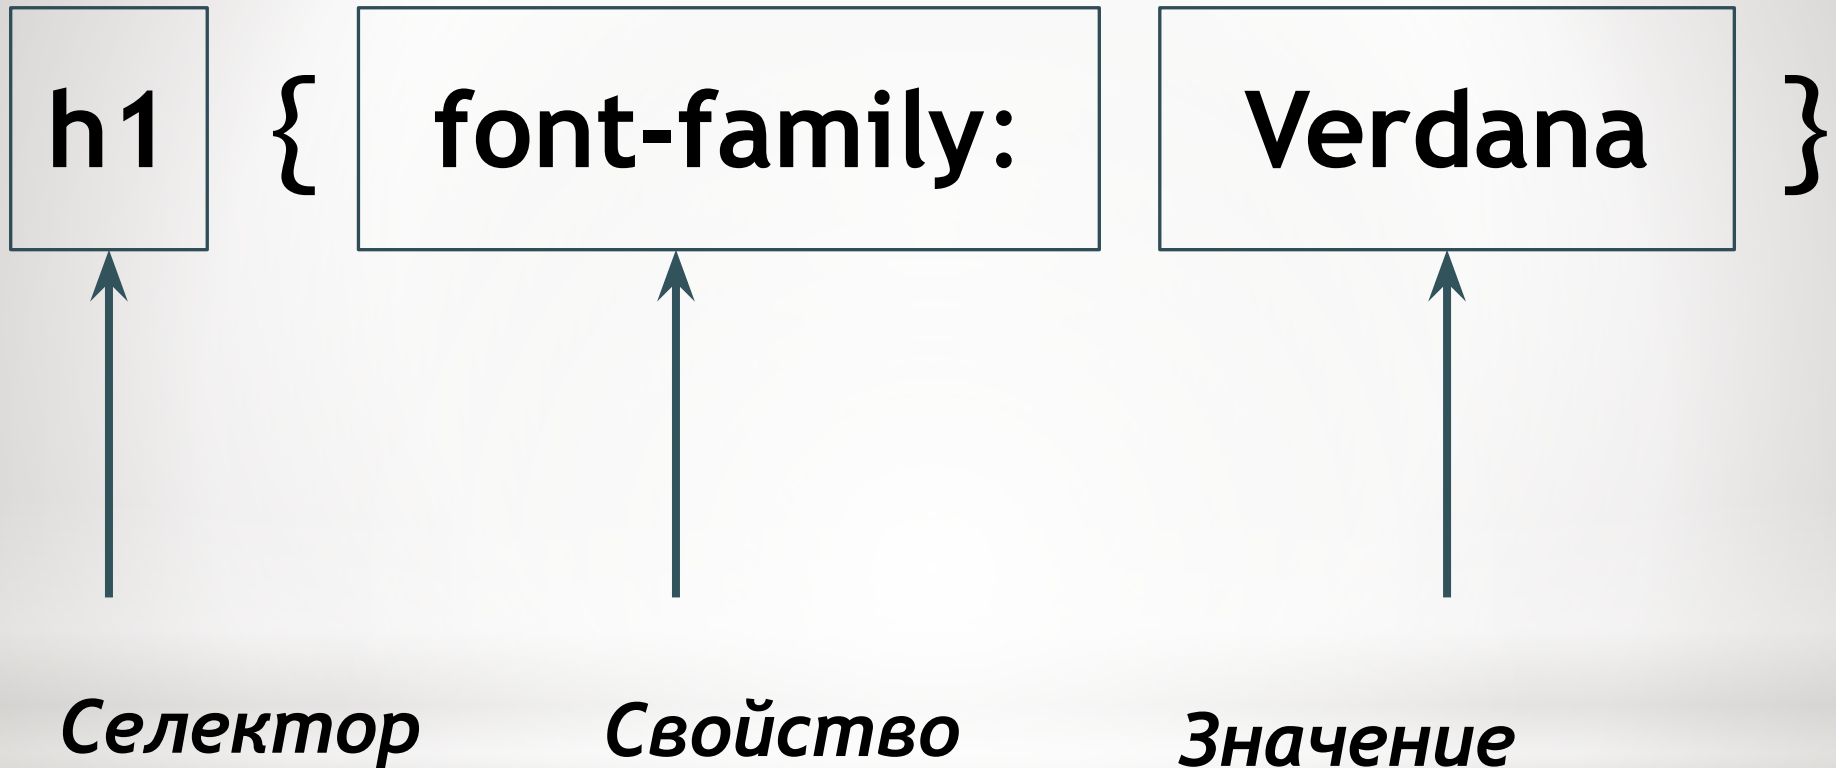 h1 { font-family: Verdana }
Селектор Свойство Значение